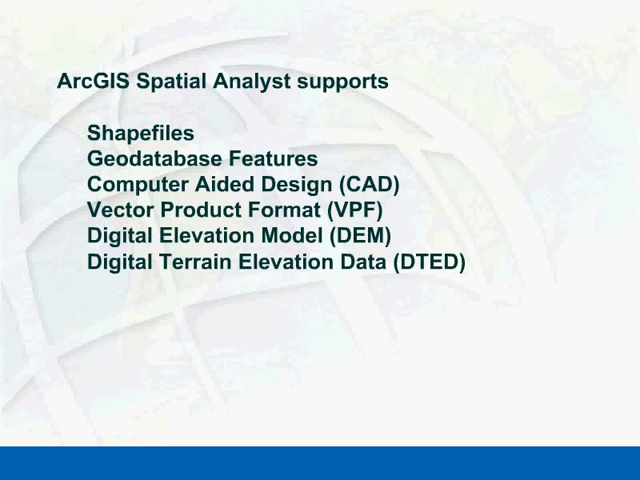 ArcGIS Spatial Analyst supports
Shapefiles
Geodatabase Features
Computer Aided Design (CAD)
Vector Product Format (VPF)
Digital Elevation Model (DEM)
Digital Terrain Elevation Data (DTED)